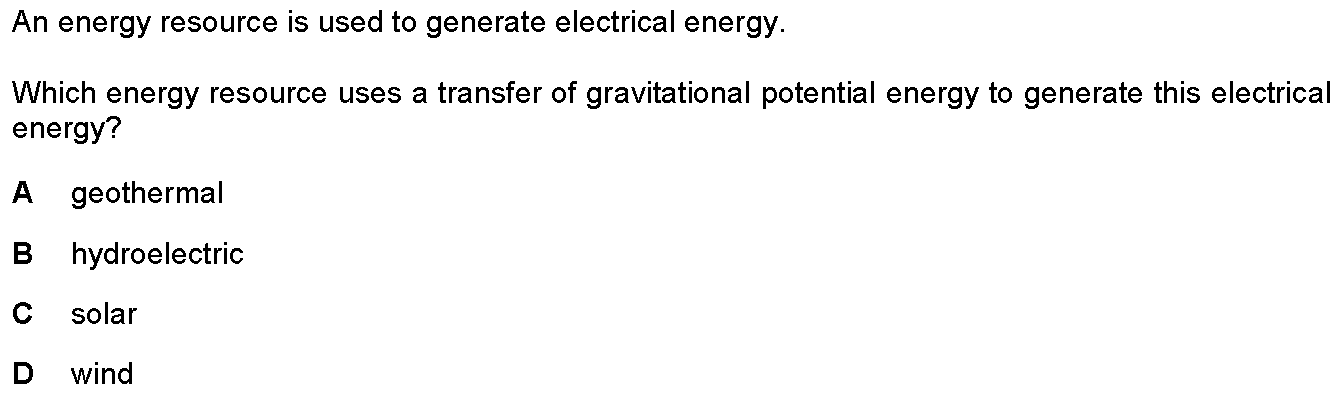 An energy resource is used to generate electrical energy.
Which energy resource uses a transfer of gravitational potential energy to generate this electrical
energy?
A geothermal
B hydroelectric
C solar
D wind